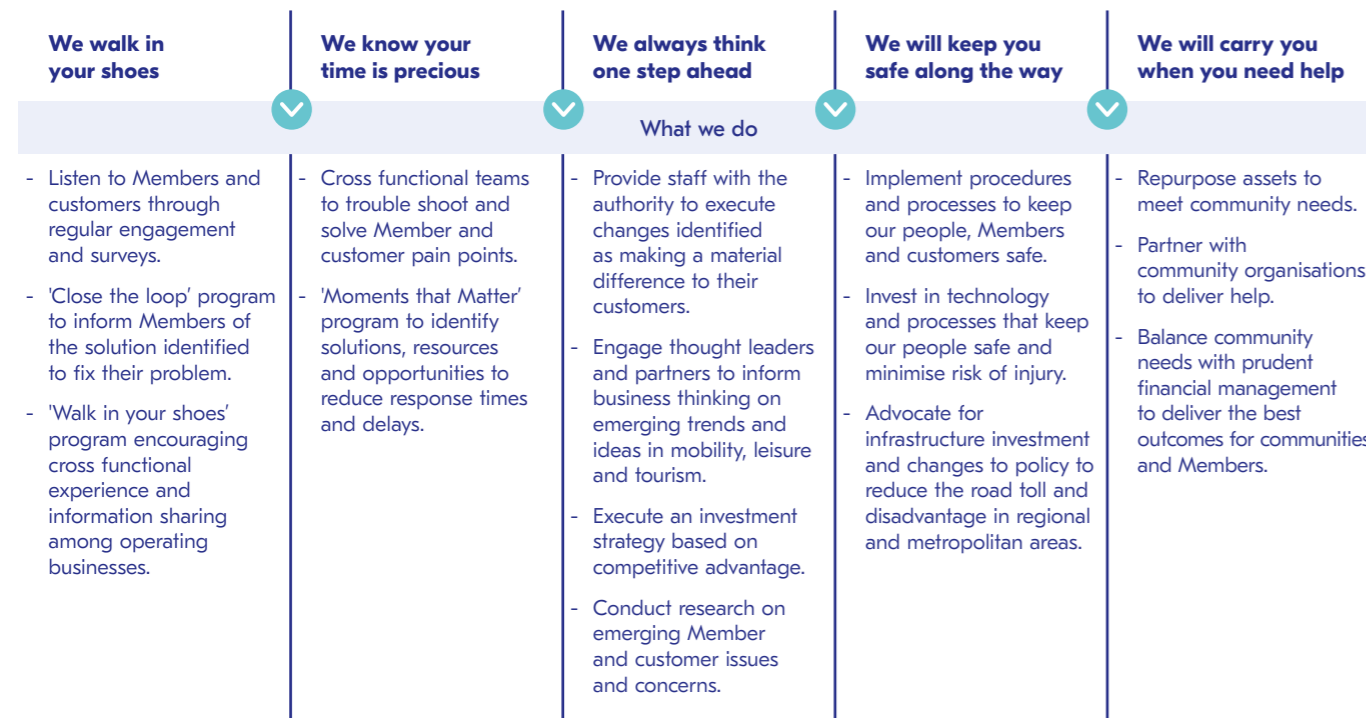 We walk in
your shoes
We know your
time is precious
We always think
one step ahead
We will keep you
safe along the way
We will carry you
when you need help
What we do
- Listen to Members and
customers through
regular engagement
and surveys.
- 'Close the loop' program
to inform Members of
the solution identified
to fix their problem.
- 'Walk in your shoes'
program encouraging
cross functional
experience and
information sharing
among operating
businesses.
- Cross functional teams
to trouble shoot and
solve Member and
customer pain points.
- 'Moments that Matter'
program to identify
solutions, resources
and opportunities to
reduce response times
and delays.
- Provide staff with the
authority to execute
changes identified
as making a material
difference to their
customers.
- Engage thought leaders
and partners to inform
business thinking on
emerging trends and
ideas in mobility, leisure
and tourism.
- Execute an investment
strategy based on
competitive advantage.
- Conduct research on
emerging Member
and customer issues
and concerns.
- Implement procedures
and processes to keep
our people, Members
and customers safe.
- Invest in technology
and processes that keep
our people safe and
minimise risk of injury.
- Advocate for
infrastructure investment
and changes to policy to
reduce the road toll and
disadvantage in regional
and metropolitan areas.
- Repurpose assets to
meet community needs.
- Partner with
community organisations
to deliver help.
- Balance community
needs with prudent
financial management
to deliver the best
outcomes for communities
and Members.